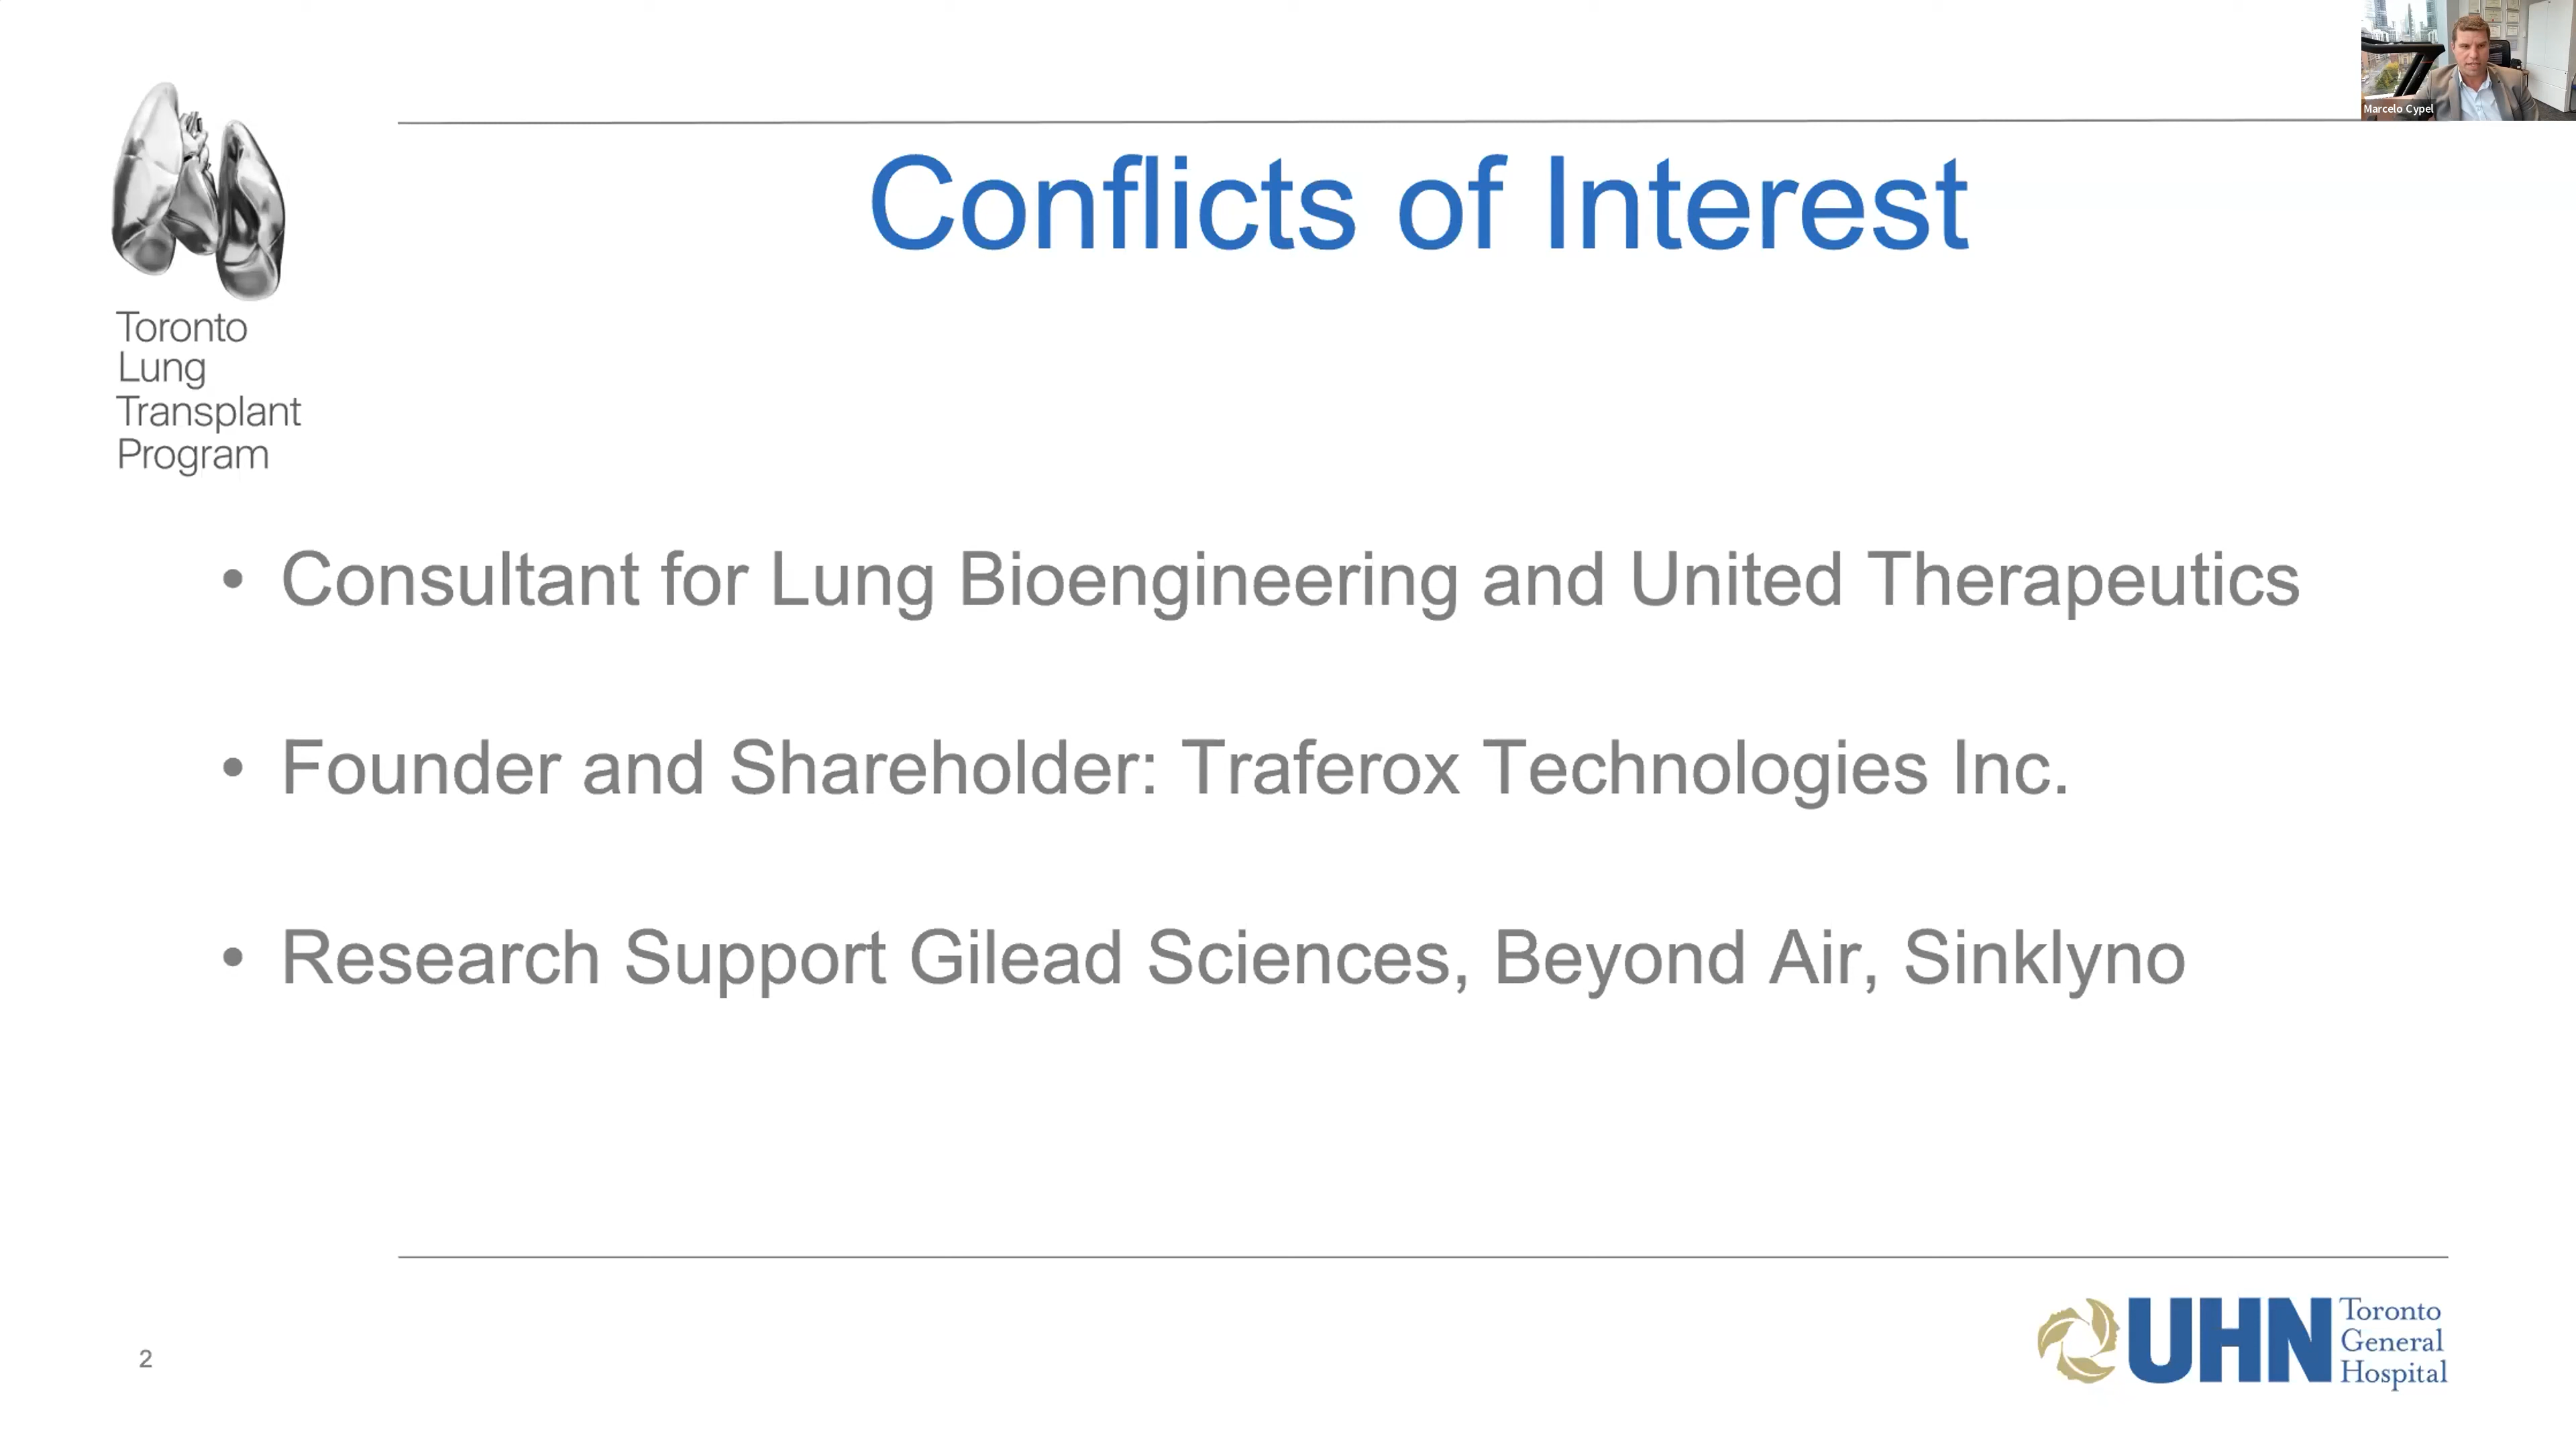 Marcelo Cypel
Conflicts of Interest
Toronto
Lung
Transplant
Program
• Consultant for Lung Bioengineering and United Therapeutics
• Founder and Shareholder: Traferox Technologies Inc.
• Research Support Gilead Sciences, Beyond Air, Sinklyno
2
UHN
Toronto
General
Hospital